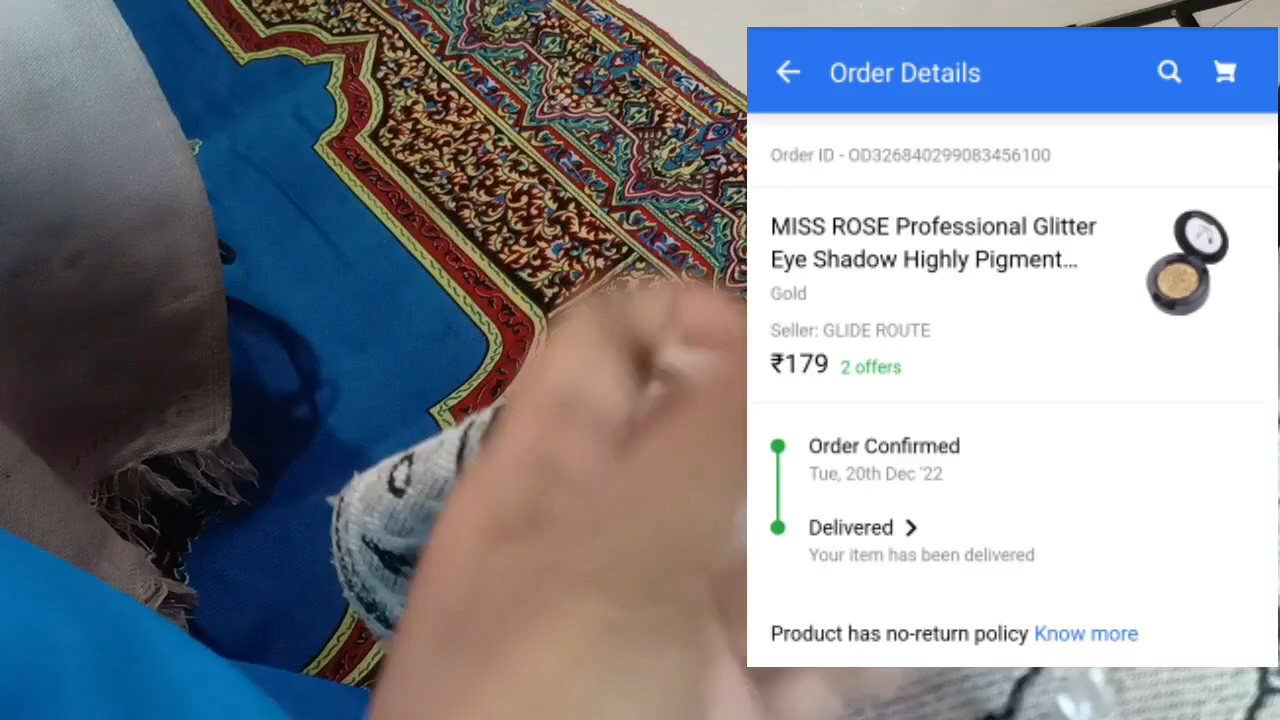 Order Details
Order ID - OD326840299083456100
MISS ROSE Professional Glitter
Eye Shadow Highly Pigment...
Gold
Seller: GLIDE ROUTE
₹179 2 offers
Order Confirmed
Tue, 20th Dec '22
Delivered
Your item has been delivered
Product has no-return policy Know more